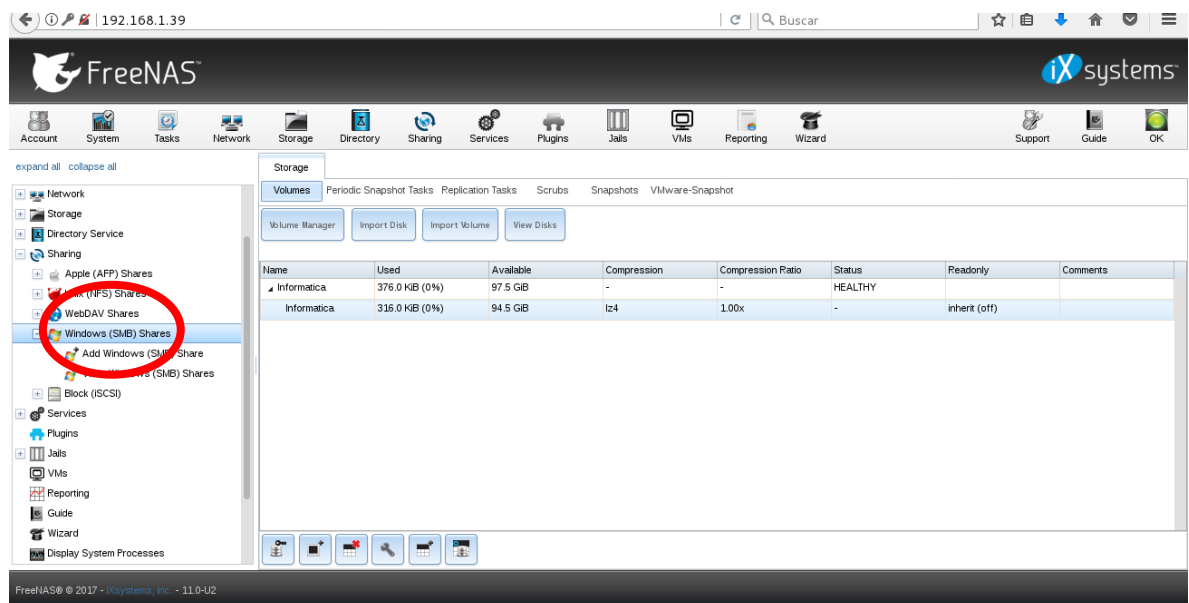 192.168.1.39 Buscar
FreeNAS™ iXsystems™
Account System Tasks Network Storage Directory Sharing Services Plugins Jails VMs Reporting Wizard Support Guide OK
expand all collapse all
Storage
Volumes Periodic Snapshot Tasks Replication Tasks Scrubs Snapshots VMware-Snapshot
Volume Manager Import Disk Import Volume View Disks
Name Used Available Compression Compression Ratio Status Readonly Comments
Informatica 376.0 KiB (0%) 97.5 GiB - - HEALTHY
Informatica 316.0 KiB (0%) 94.5 GiB lz4 1.00x - inherit (off)
Network
Storage
Directory Service
Sharing
Apple (AFP) Shares
(NFS) Shares
WebDAV Shares
Windows (SMB) Shares
Add Windows (SMB) Share
(SMB) Shares
Block (iSCSI)
Services
Plugins
Jails
VMs
Reporting
Guide
Wizard
Display System Processes
FreeNAS® © 2017 - iXsystems, Inc. - 11.0-U2